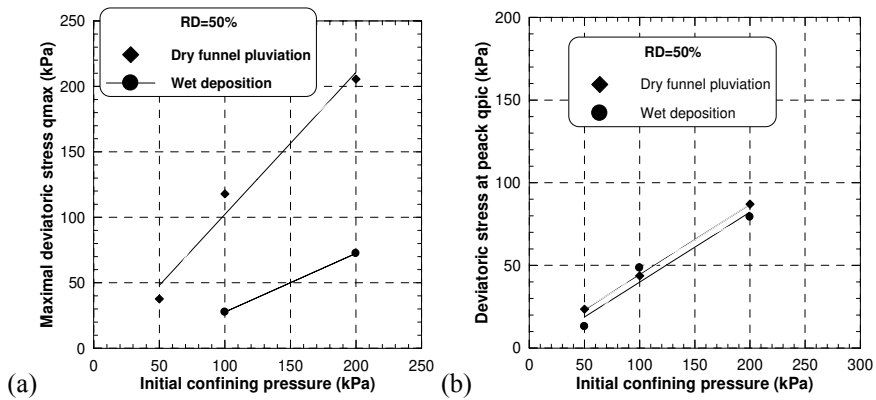 RD=50%
Dry funnel pluviation
Wet deposition
Maximal deviatoric stress qmax (kPa)
250
200
150
100
50
0
0 50 100 150 200 250
Initial confining pressure (kPa)
(a)
RD=50%
Dry funnel pluviation
Wet deposition
Deviatoric stress at peack qpic (kPa)
200
150
100
50
0
0 50 100 150 200 250 300
Initial confining pressure (kPa)
(b)